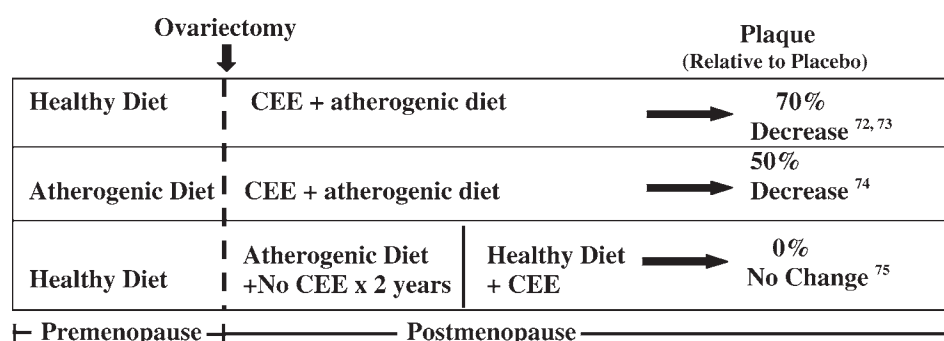 Ovariectomy
Plaque
(Relative to Placebo)
Healthy Diet
CEE + atherogenic diet
70%
Decrease 72, 73
Atherogenic Diet
CEE + atherogenic diet
50%
Decrease 74
Healthy Diet
Atherogenic Diet
+No CEE x 2 years
Healthy Diet
+ CEE
0%
No Change 75
Premenopause
Postmenopause